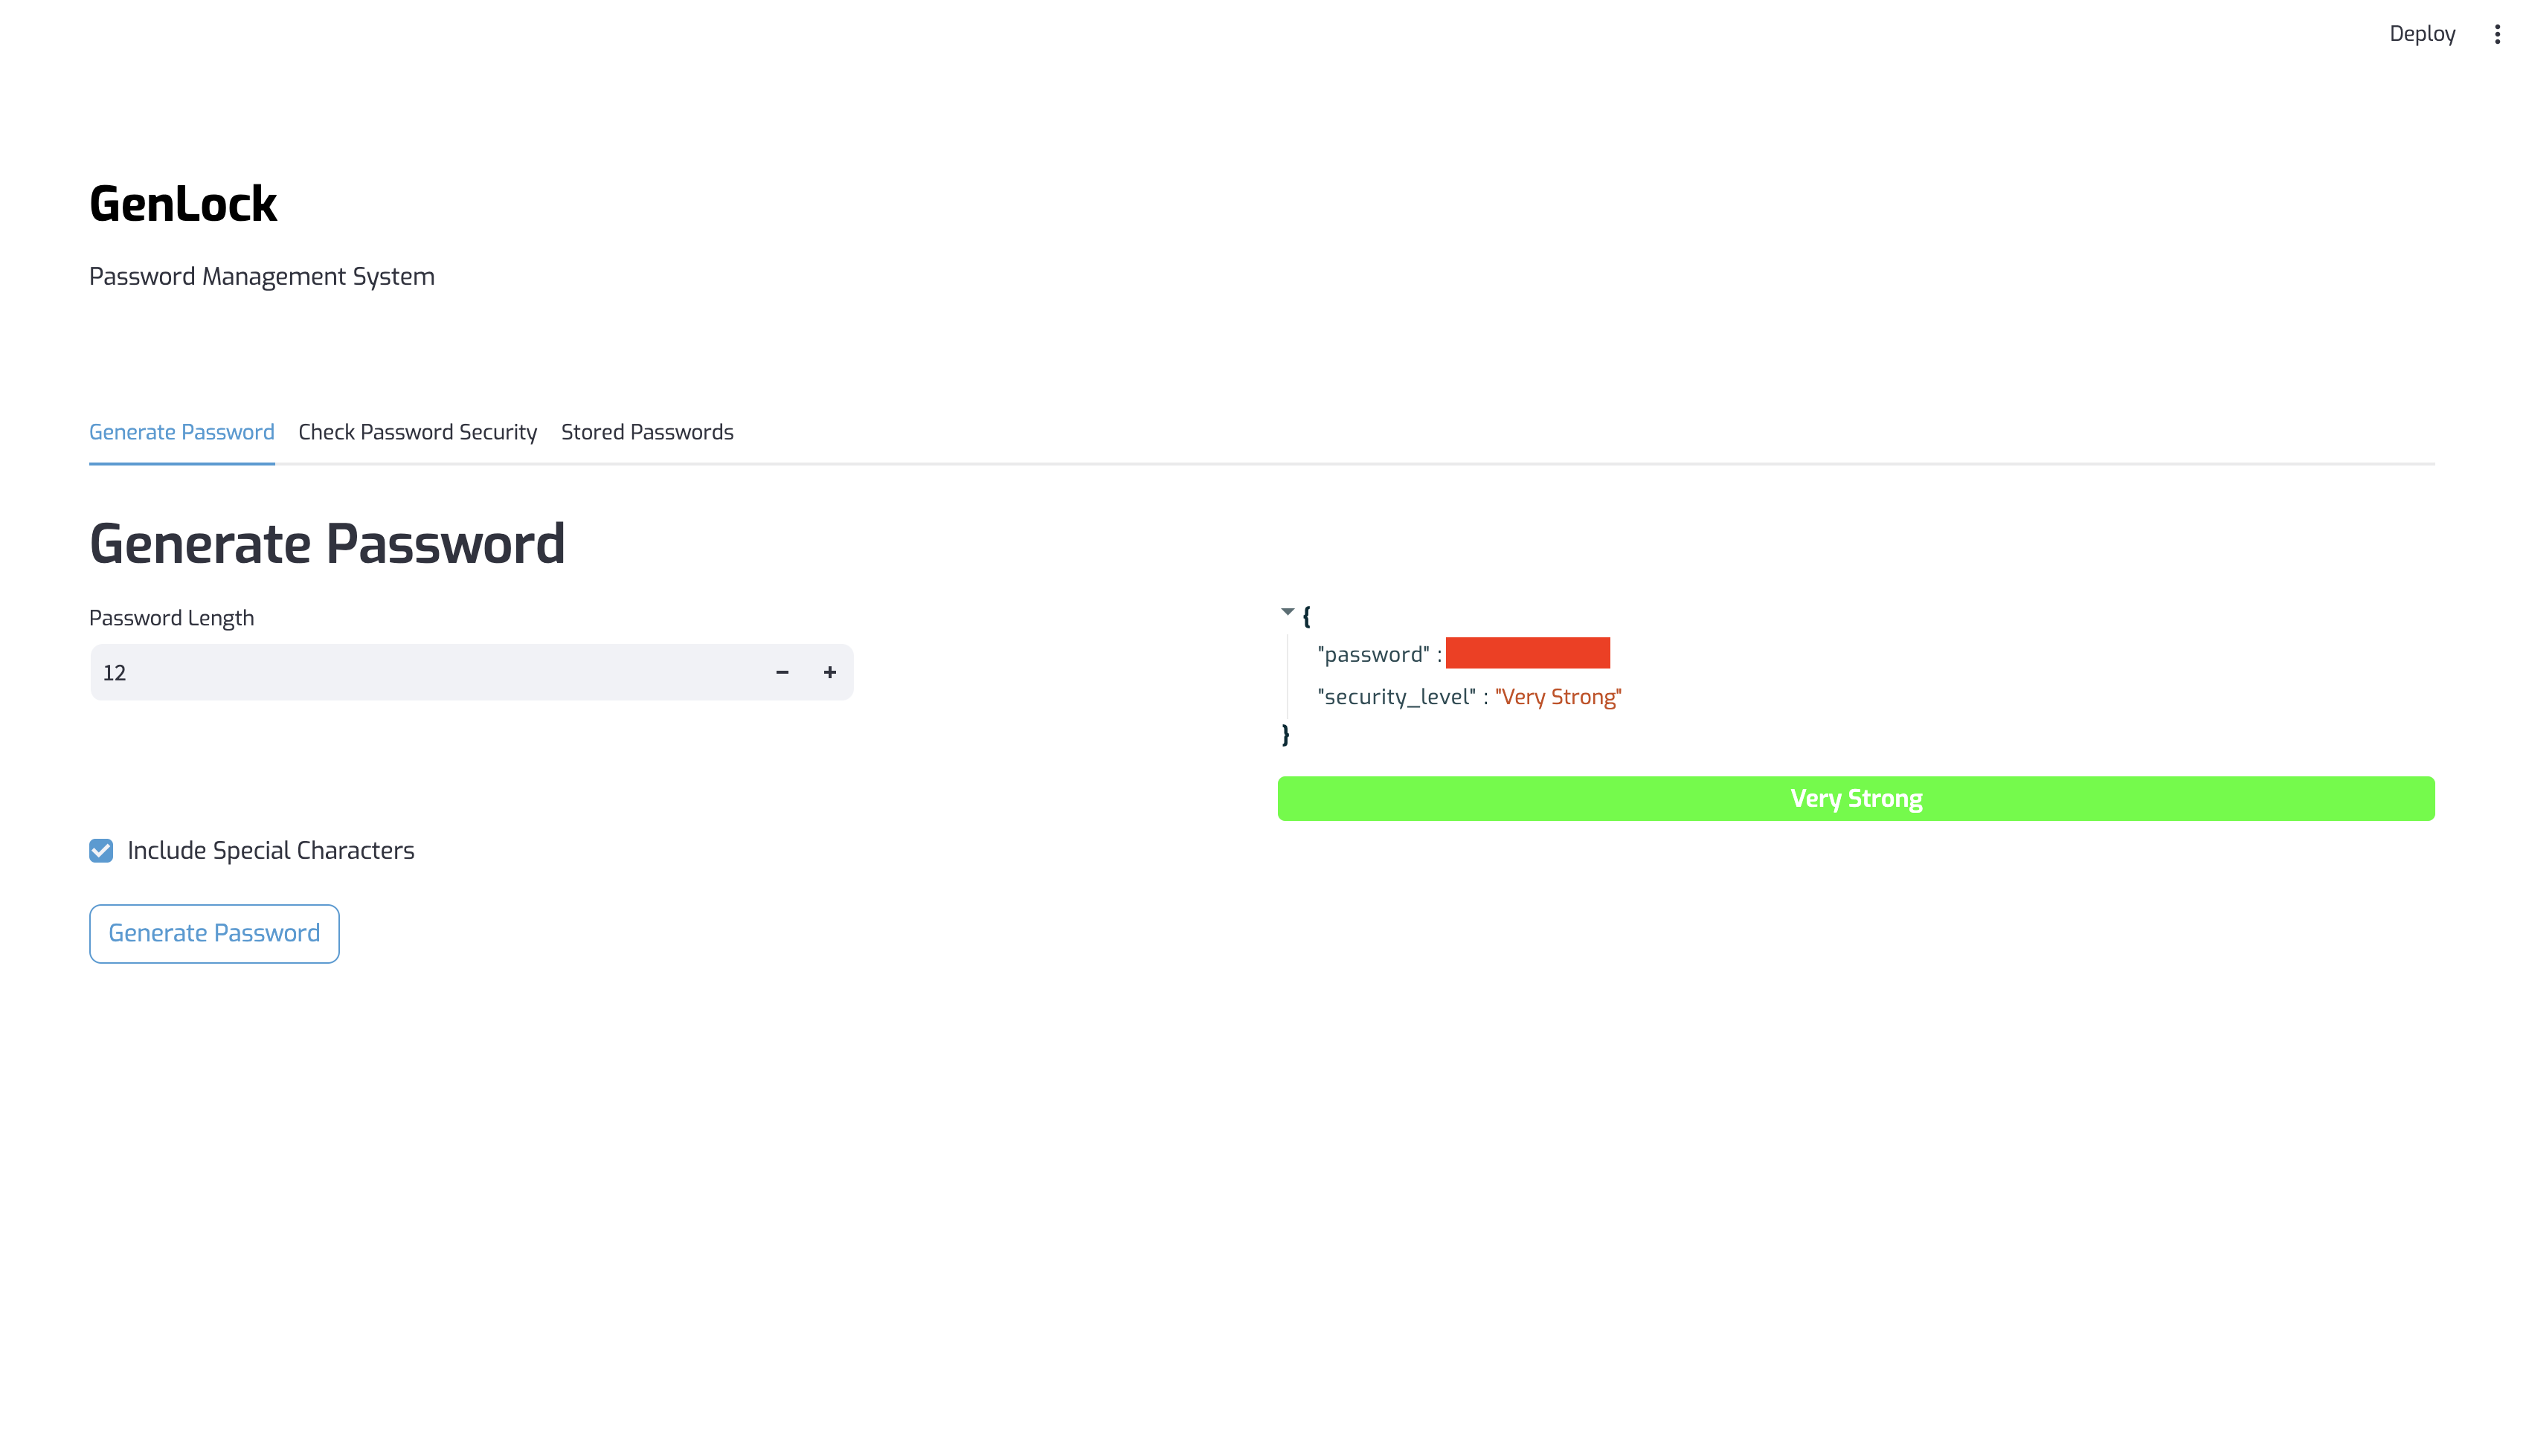 Deploy
GenLock
Password Management System
Generate Password Check Password Security Stored Passwords
Generate Password
Password Length
12 − +
{
"password" :
"security_level" : "Very Strong"
}
Very Strong
Include Special Characters
Generate Password